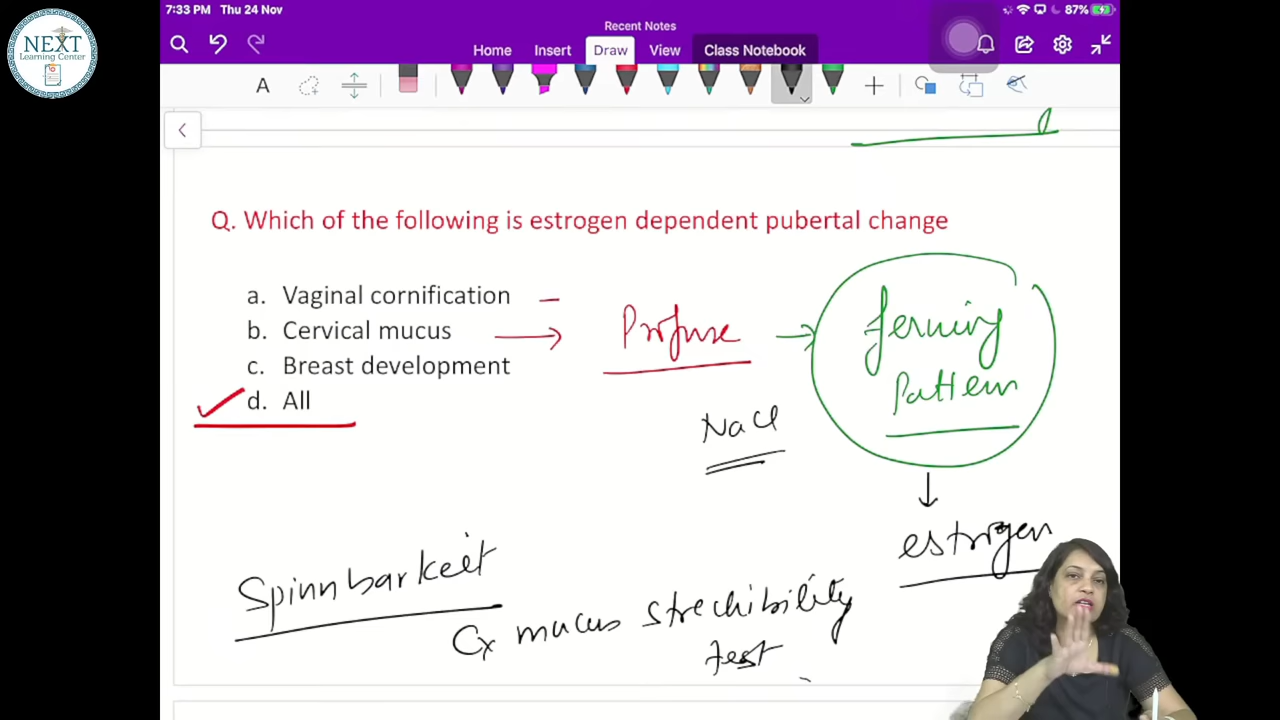 7:33 PM Thu 24 Nov
87%
Recent Notes
Home Insert Draw View Class Notebook
NEXT
Learning Center
A
Q. Which of the following is estrogen dependent pubertal change
a. Vaginal cornification
b. Cervical mucus → Profuse → ferning Pattern
c. Breast development
d. All
NaCl
↓
estrogen
Spinnbarkeit
Cx mucus strechibility
test